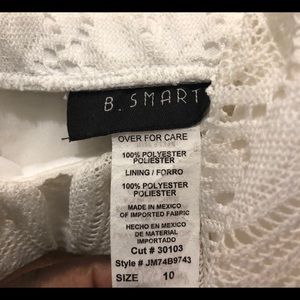 B. SMART
OVER FOR CARE
100% POLYESTER
POLIESTER
LINING / FORRO
100% POLYESTER
POLIESTER
MADE IN MEXICO
OF IMPORTED FABRIC
HECHO EN MEXICO
DE MATERIAL
IMPORTADO
Cut # 30103
Style # JM74B9743
SIZE 10